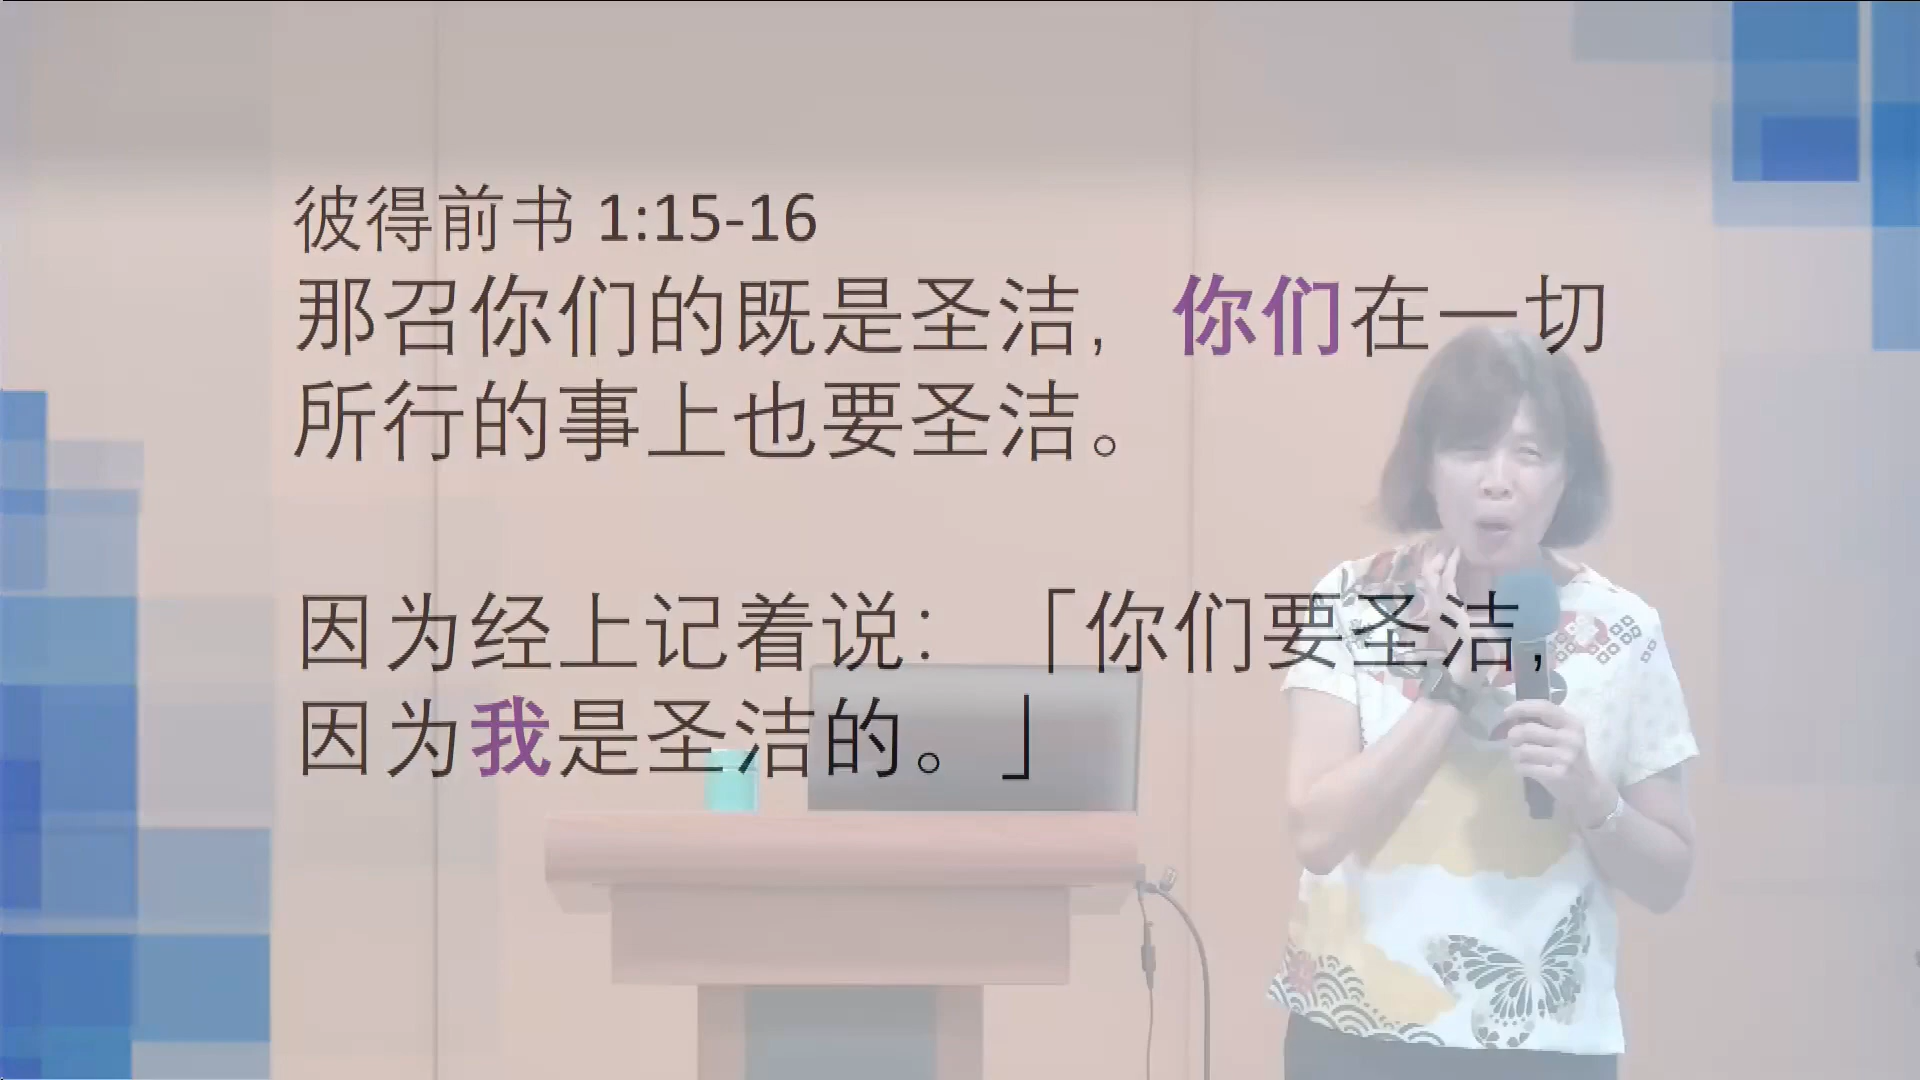 彼得前书 1:15-16
那召你们的既是圣洁，你们在一切
所行的事上也要圣洁。
因为经上记着说：「你们要圣洁，
因为我是圣洁的。」